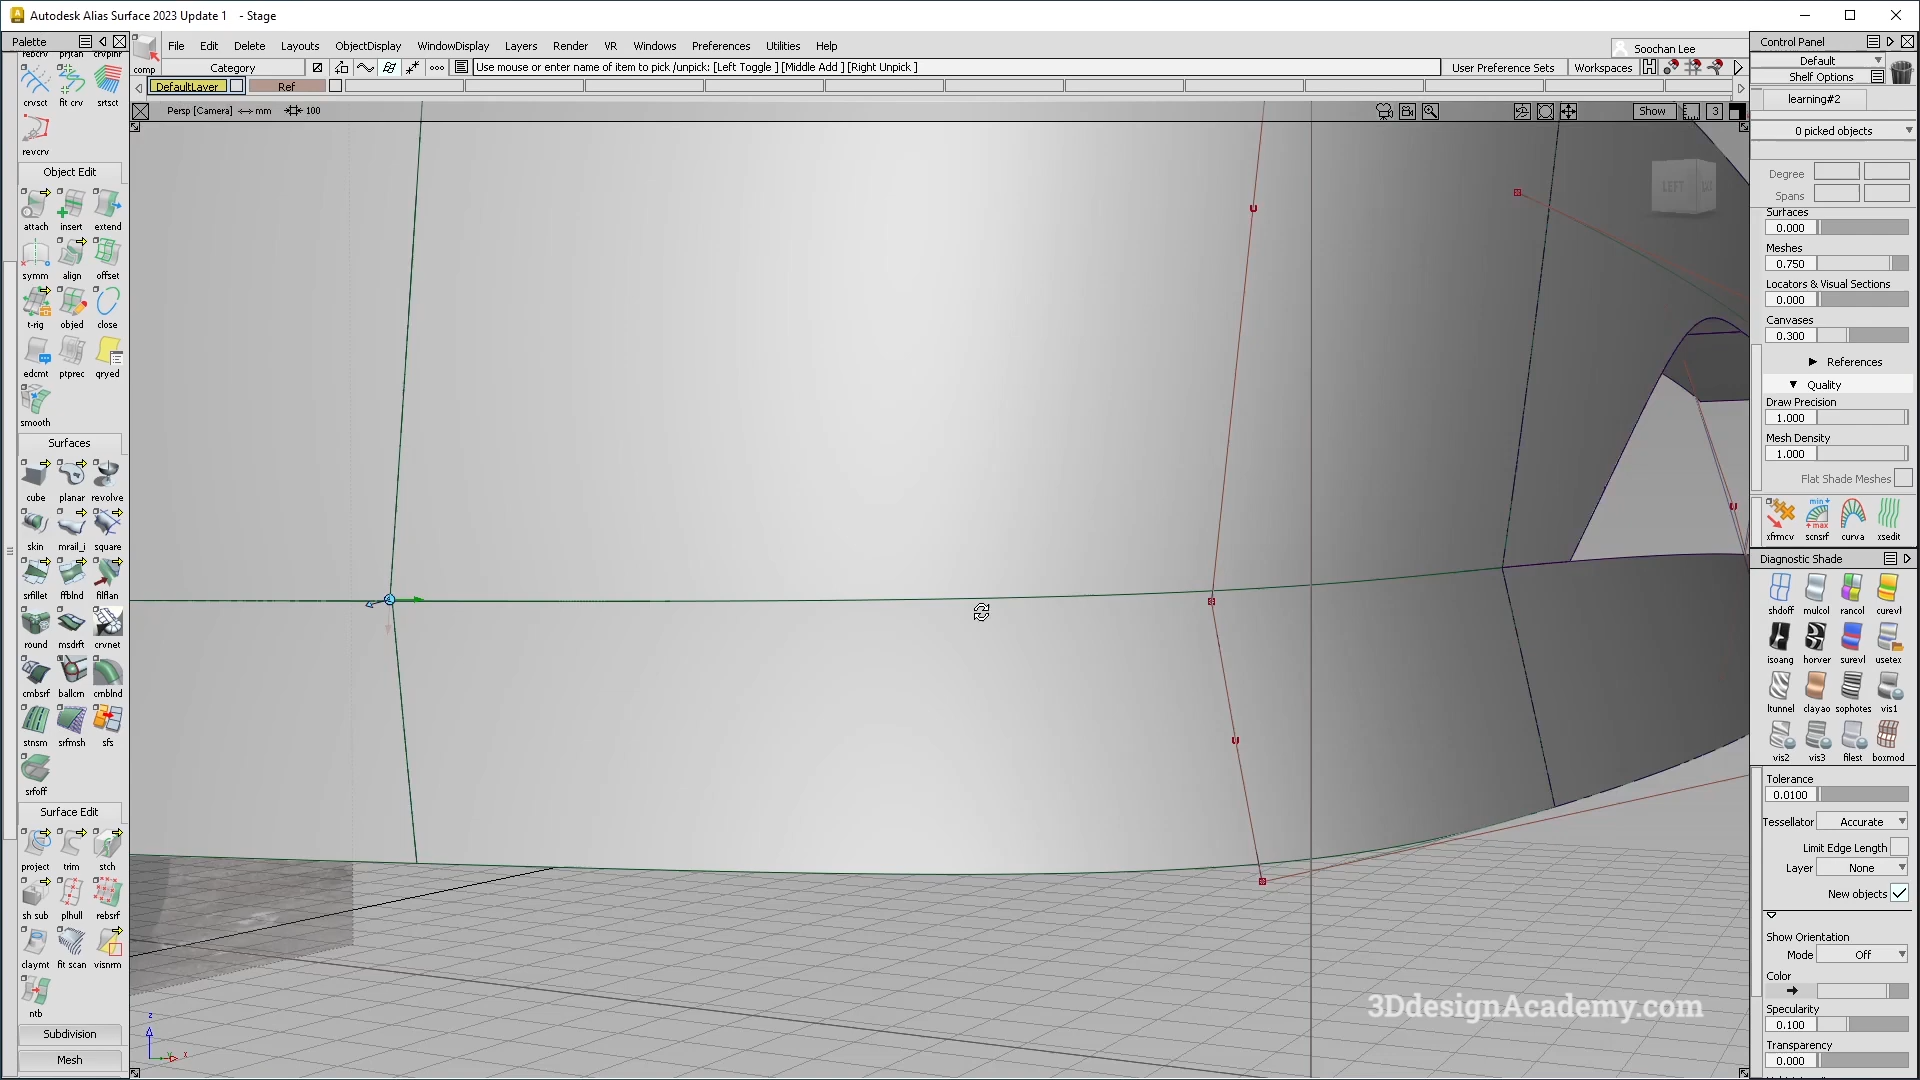 Autodesk Alias Surface 2023 Update 1 - Stage
Palette
File Edit Delete Layouts ObjectDisplay WindowDisplay Layers Render VR Windows Preferences Utilities Help
Soochan Lee
comp
Category
Use mouse or enter name of item to pick /unpick: [Left Toggle ] [Middle Add ] [Right Unpick ]
User Preference Sets
Workspaces
DefaultLayer
Ref
Persp [Camera] mm 100
Show
3
LEFT
crvsct fit crv srtsct
revcrv
Object Edit
attach insert extend
symm align offset
t-rig objed close
edcmt ptprec qryed
smooth
Surfaces
cube planar revolve
skin mrail_i square
srfillet ffblnd filflan
round msdrft crvnet
cmbsrf ballcrn crnblnd
stnsm srfmsh sfs
srfoff
Surface Edit
project trim stch
sh sub plhull rebsrf
claymt fit scan visnrm
ntb
Subdivision
Mesh
z
x
3DdesignAcademy.com
Control Panel
Default
Shelf Options
learning#2
0 picked objects
Degree
Spans
Surfaces
0.000
Meshes
0.750
Locators & Visual Sections
0.000
Canvases
0.300
References
Quality
Draw Precision
1.000
Mesh Density
1.000
Flat Shade Meshes
xfrmcv scnsrf curva xsedit
Diagnostic Shade
shdoff mulcol rancol curevl
isoang horver surevl usetex
ltunnel clayao sophotes vis1
vis2 vis3 filest boxmod
Tolerance
0.0100
Tessellator Accurate
Limit Edge Length
Layer None
New objects
Show Orientation
Mode Off
Color
Specularity
0.100
Transparency
0.000